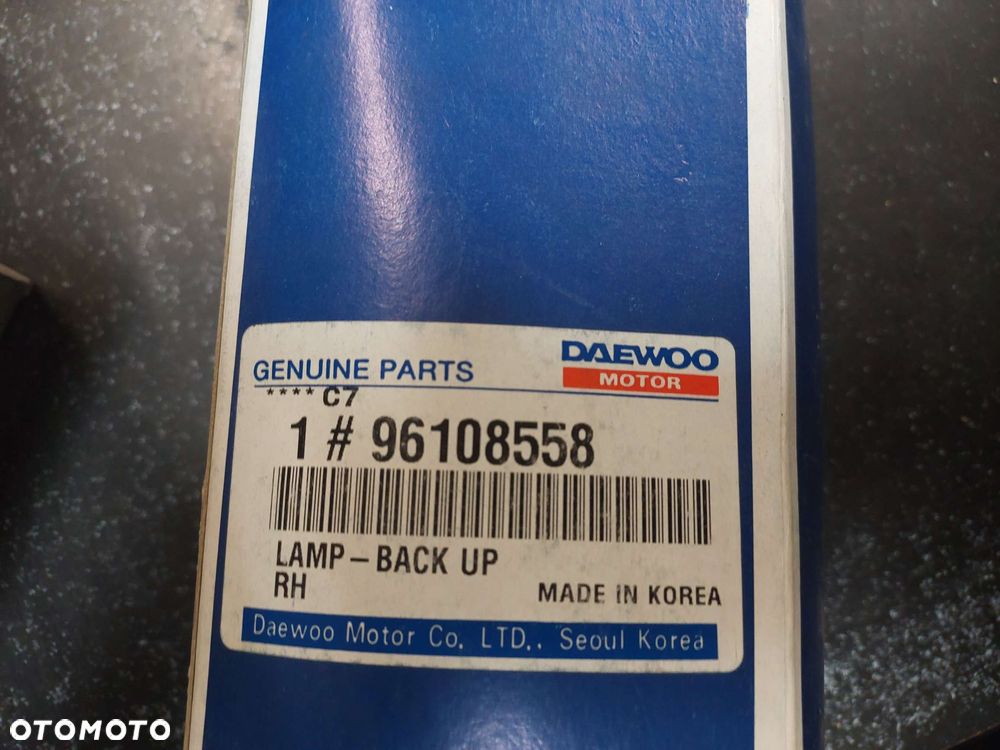 GENUINE PARTS
DAEWOO
MOTOR
**** C7
1 # 96108558
LAMP-BACK UP
RH
MADE IN KOREA
Daewoo Motor Co. LTD.. Seoul Korea
OTOMOTO